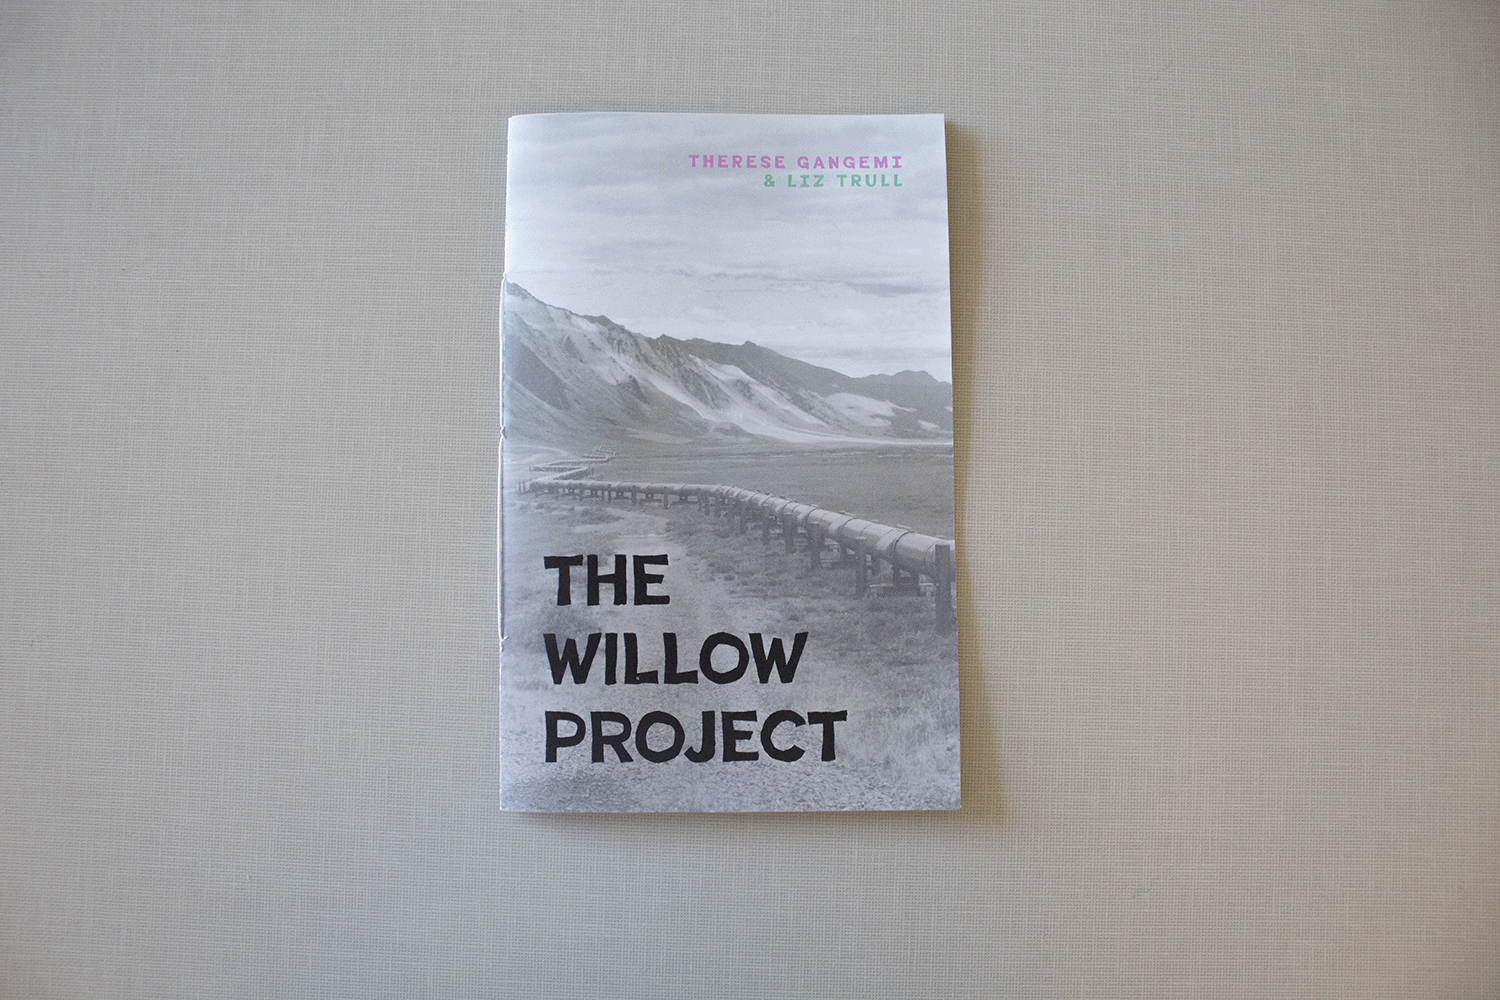 THERESE GANGEMI
& LIZ TRULL
THE
WILLOW
PROJECT